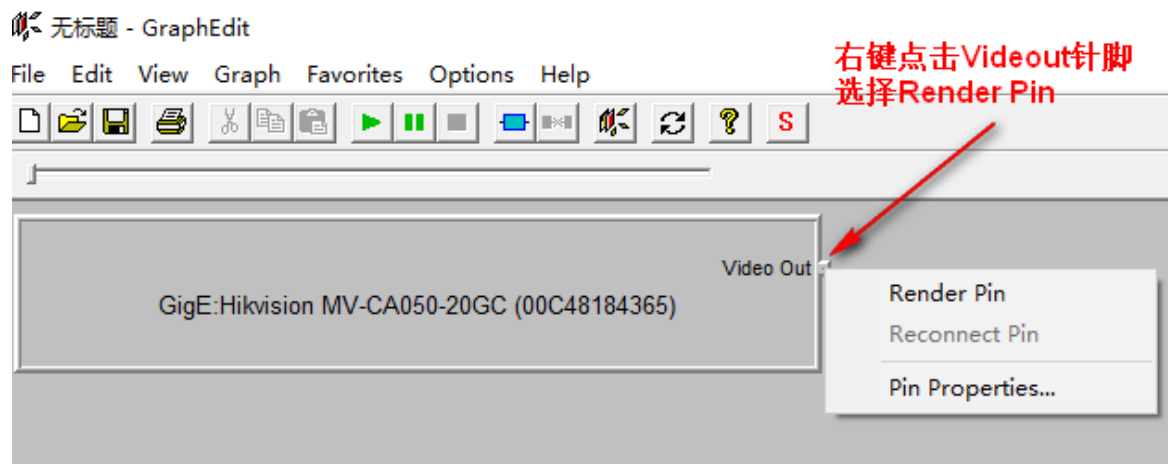 无标题 - GraphEdit
File Edit View Graph Favorites Options Help
右键点击Videout针脚
选择Render Pin
S
Video Out
GigE:Hikvision MV-CA050-20GC (00C48184365)
Render Pin
Reconnect Pin
Pin Properties...